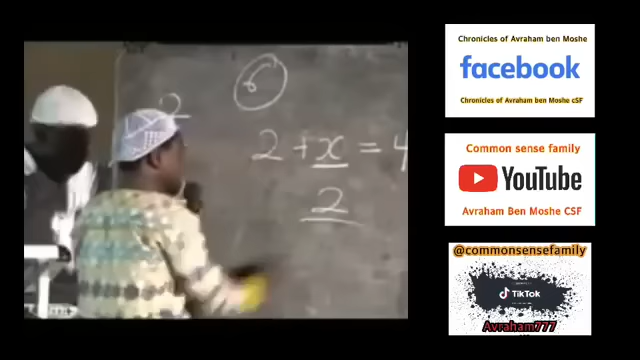 6
2
2 + x = 4
2
Chronicles of Avraham ben Moshe
facebook
Chronicles of Avraham ben Moshe cSF
Common sense family
YouTube
Avraham Ben Moshe CSF
@commonsensefamily
TikTok
Avraham777